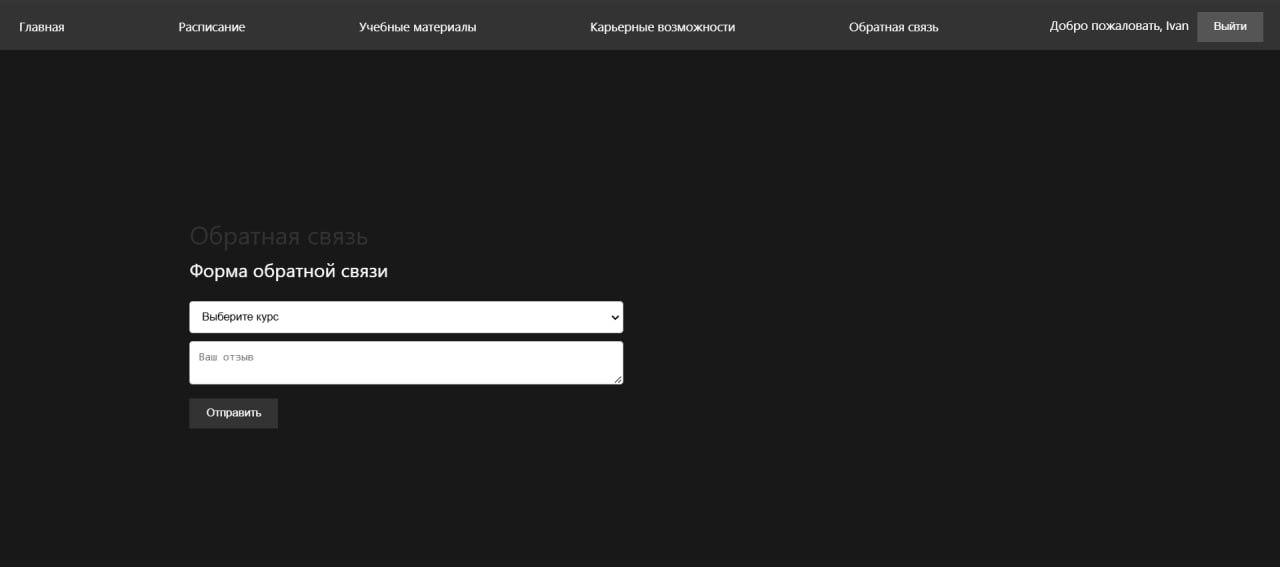 Главная Расписание Учебные материалы Карьерные возможности Обратная связь Добро пожаловать, Ivan Выйти
Обратная связь
Форма обратной связи
Выберите курс
Ваш отзыв
Отправить